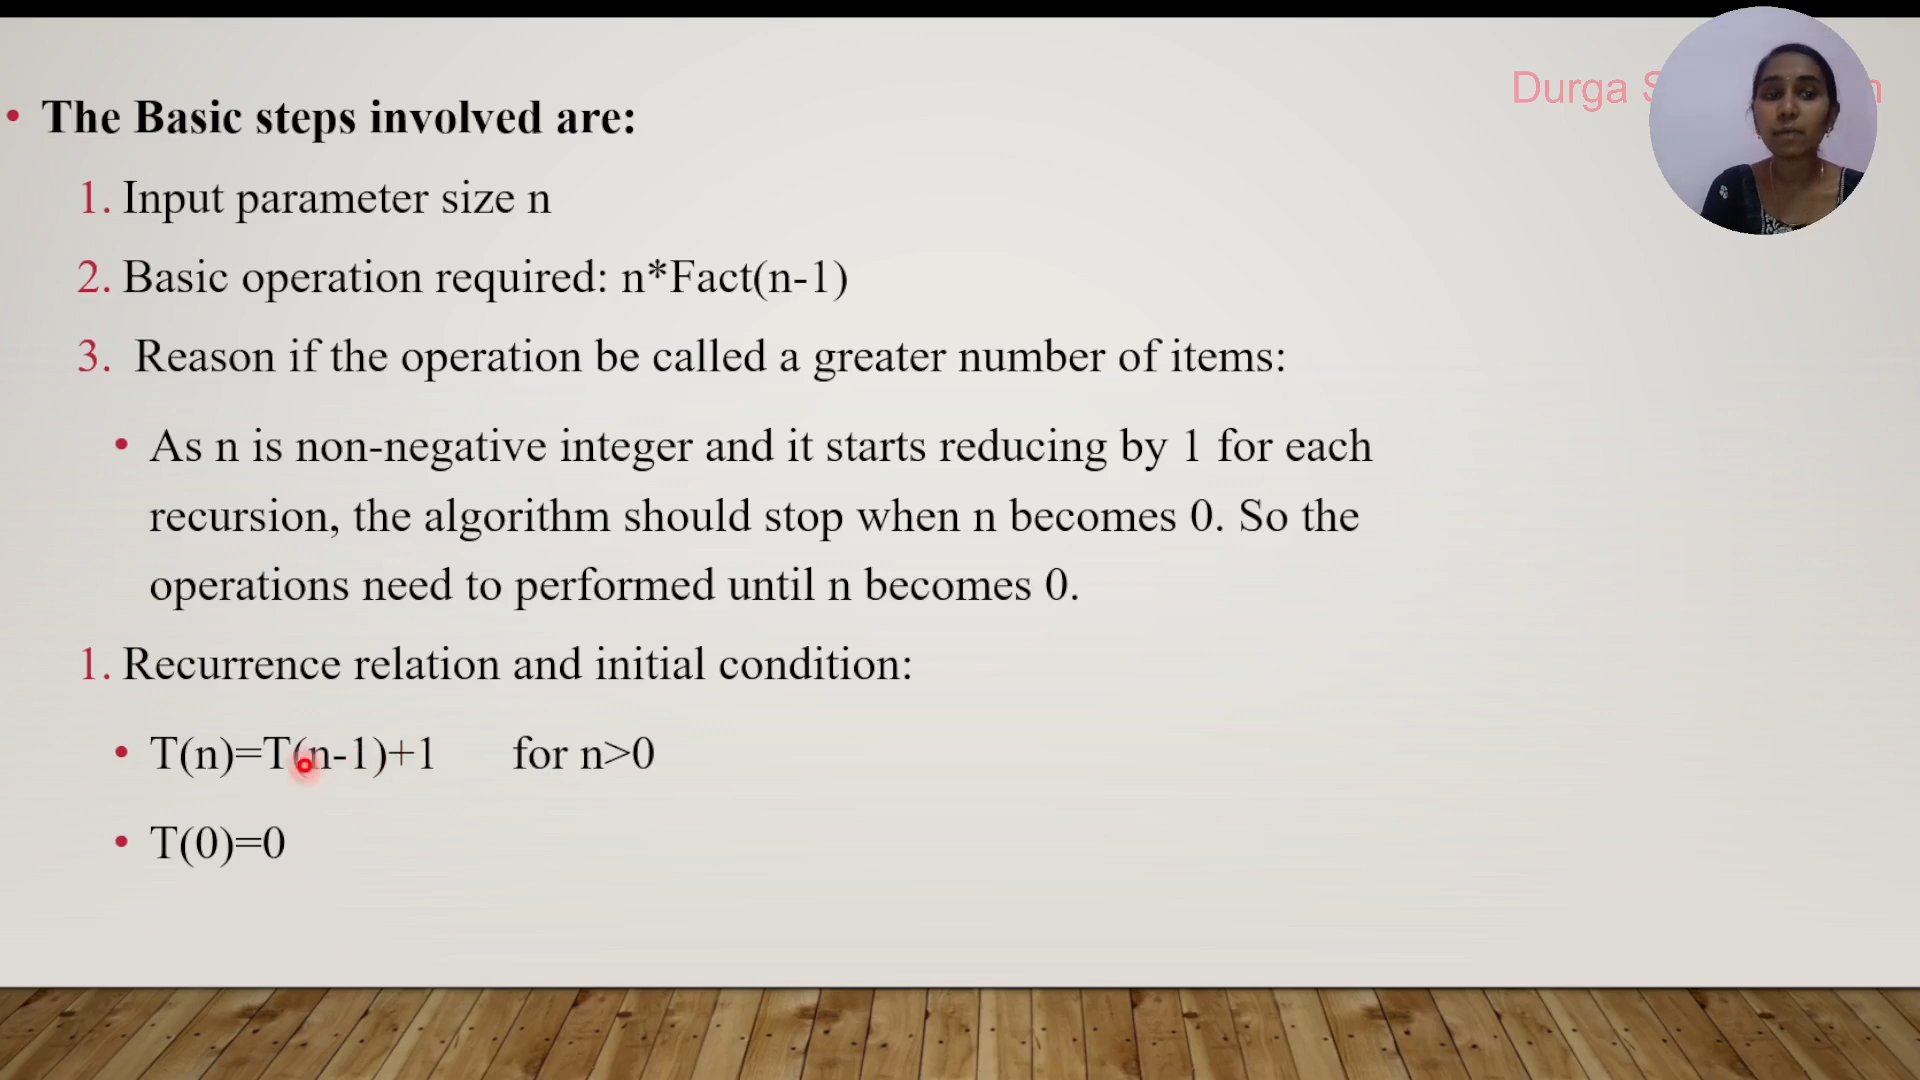 Durga
• The Basic steps involved are:
1. Input parameter size n
2. Basic operation required: n*Fact(n-1)
3. Reason if the operation be called a greater number of items:
• As n is non-negative integer and it starts reducing by 1 for each
recursion, the algorithm should stop when n becomes 0. So the
operations need to performed until n becomes 0.
1. Recurrence relation and initial condition:
• T(n)=T(n-1)+1 for n>0
• T(0)=0